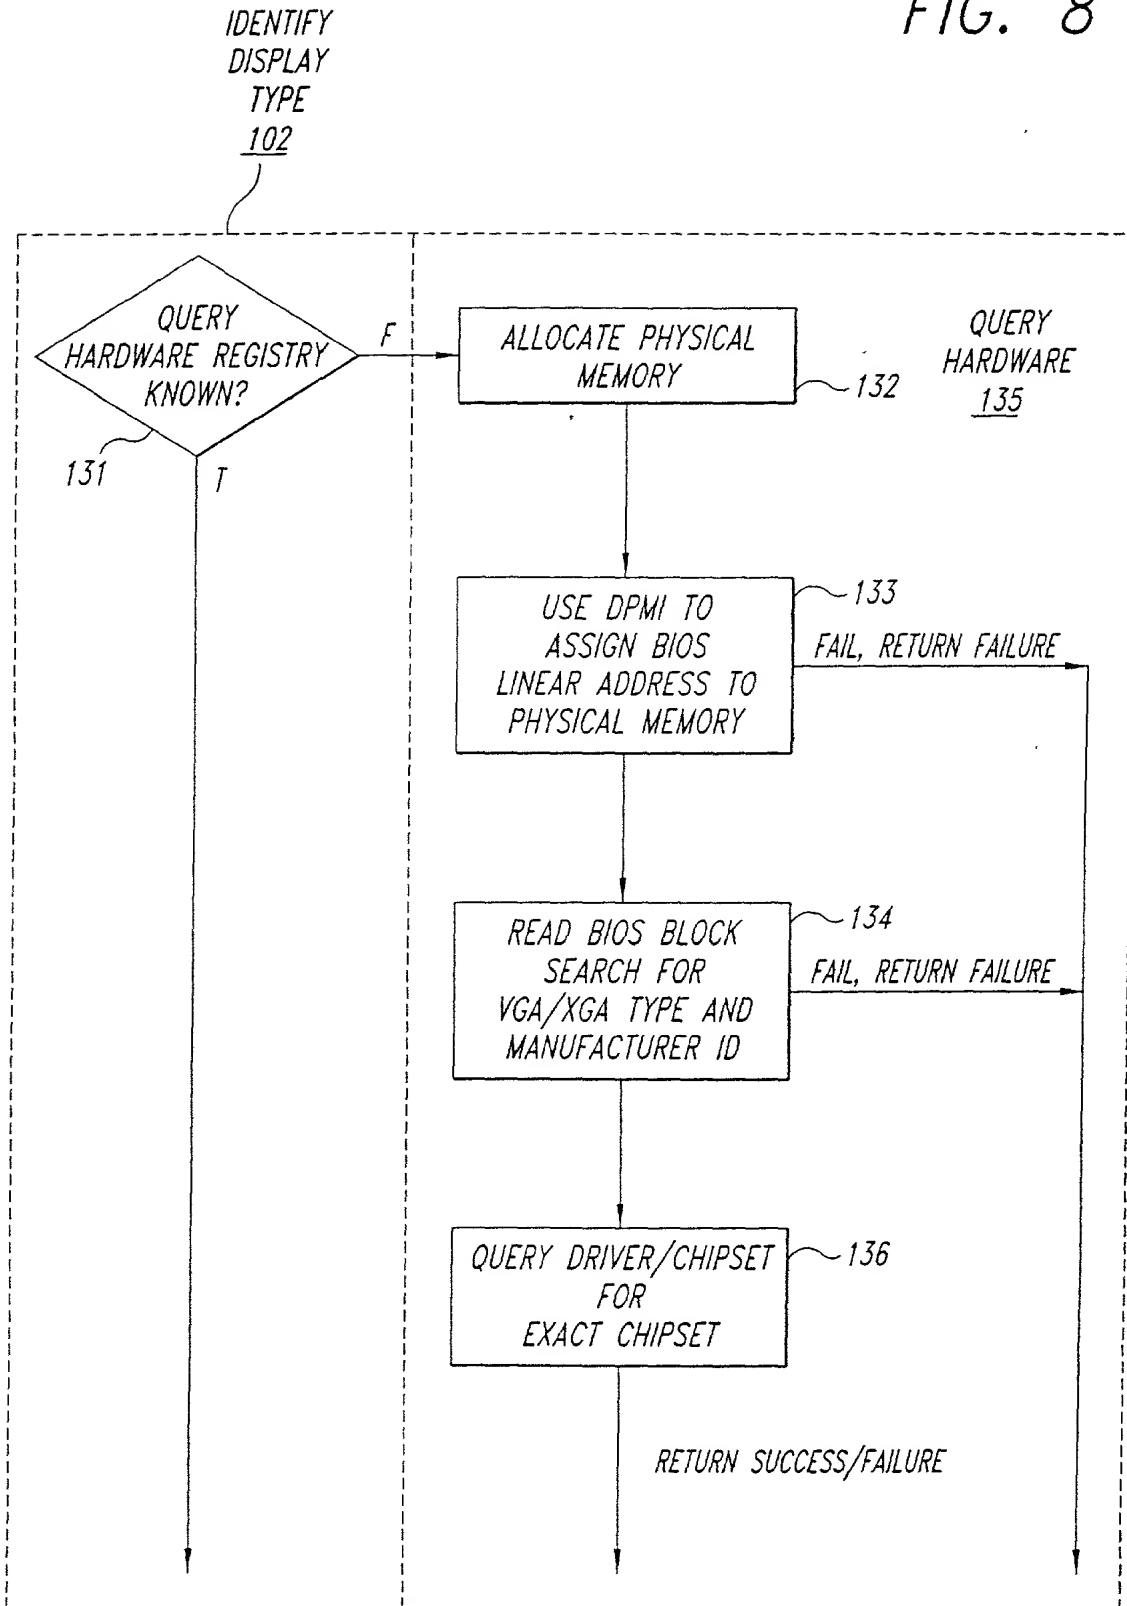 FIG. 8
IDENTIFY
DISPLAY
TYPE
102
QUERY
HARDWARE REGISTRY
KNOWN?
131
F
T
ALLOCATE PHYSICAL
MEMORY
132
QUERY
HARDWARE
135
USE DPMI TO
ASSIGN BIOS
LINEAR ADDRESS TO
PHYSICAL MEMORY
133
FAIL, RETURN FAILURE
READ BIOS BLOCK
SEARCH FOR
VGA/XGA TYPE AND
MANUFACTURER ID
134
FAIL, RETURN FAILURE
QUERY DRIVER/CHIPSET
FOR
EXACT CHIPSET
136
RETURN SUCCESS/FAILURE